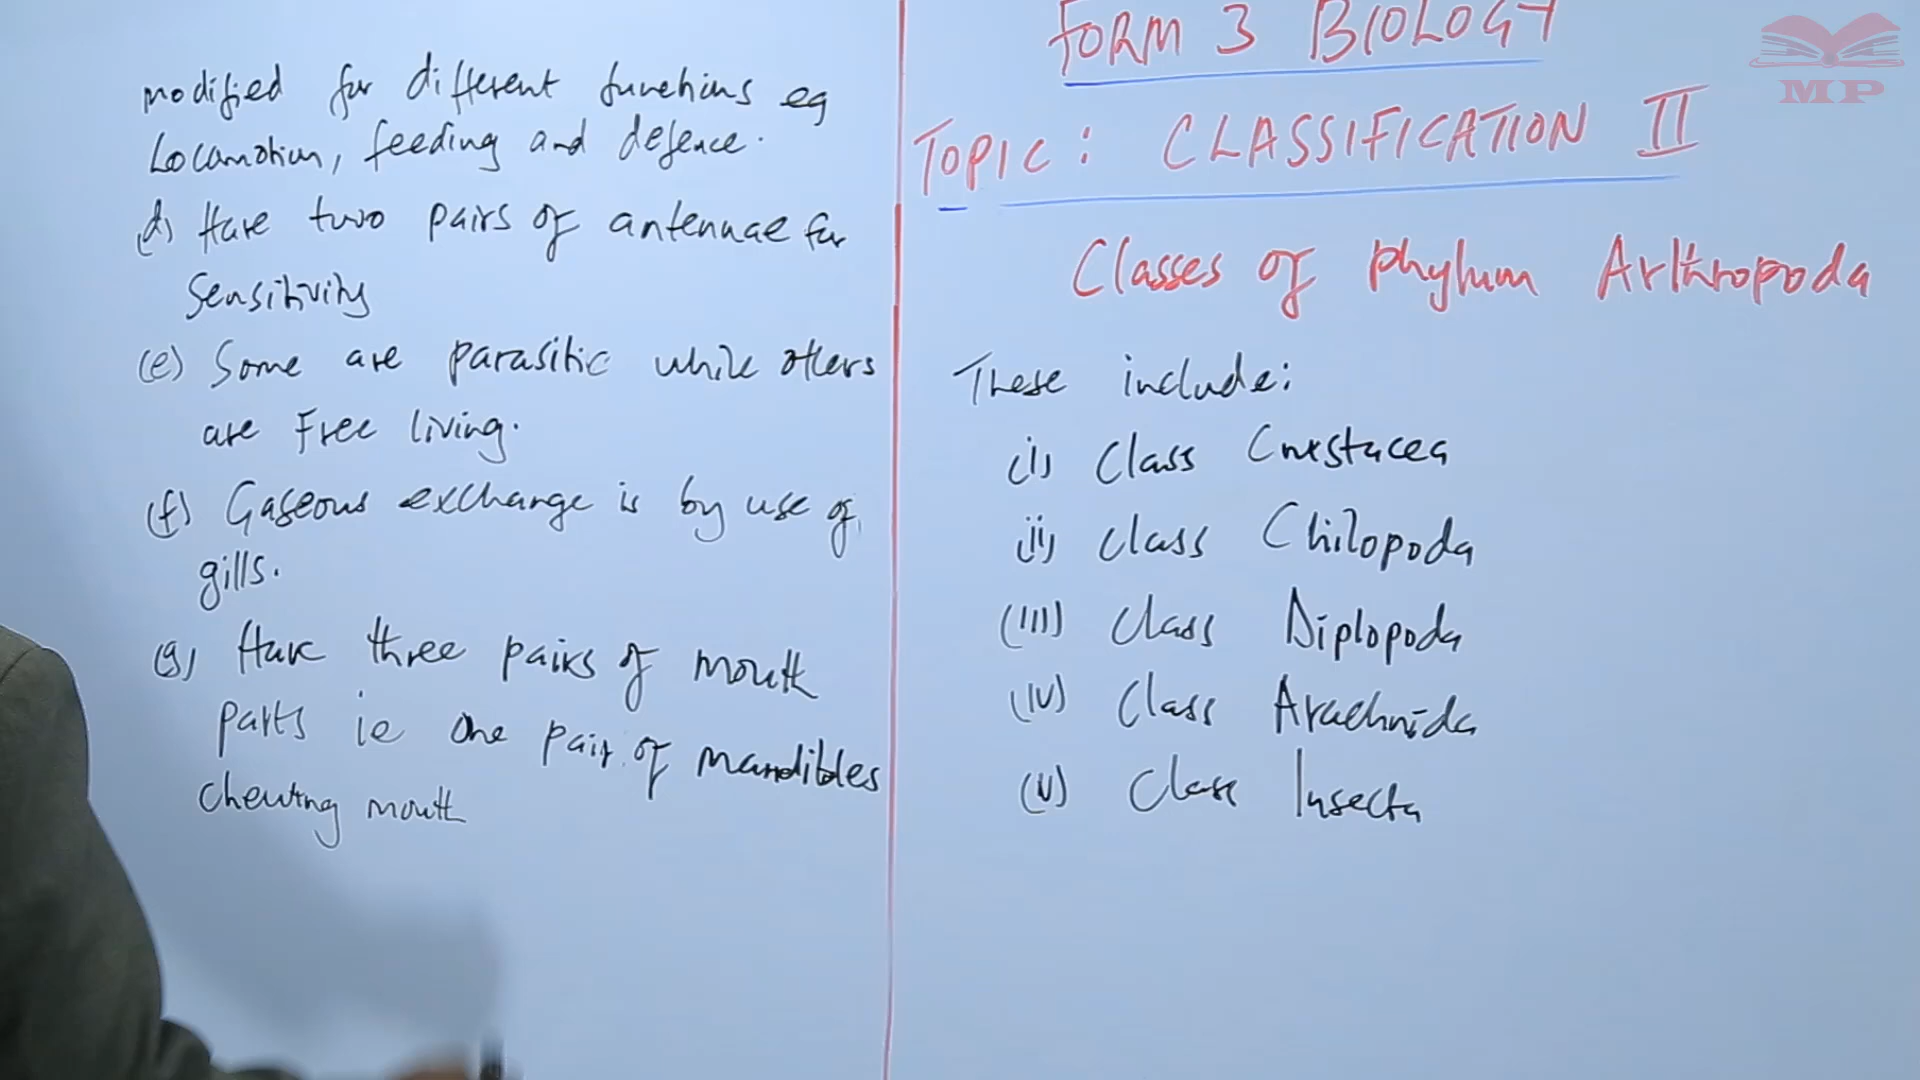 modified for different functions eg
Locomotion, feeding and defence.
(d) Have two pairs of antennae for
Sensitivity
(e) Some are parasitic while others
are Free living.
(f) Gaseous exchange is by use of
gills.
(g) Have three pairs of mouth
parts ie One pair of mandibles
chewing mouth
FORM 3 BIOLOGY
TOPIC: CLASSIFICATION II
Classes of Phylum Arthropoda
These include:
(i) Class Crustacea
(ii) Class Chilopoda
(III) Class Diplopoda
(IV) Class Arachnida
(V) Class Insecta
MP